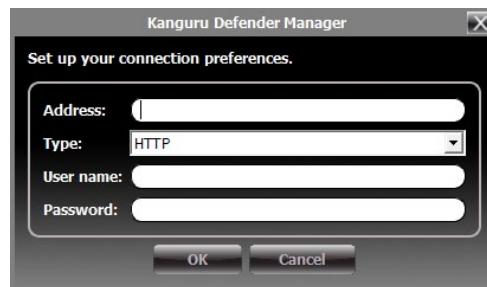 Kanguru Defender Manager
Set up your connection preferences.
Address:
Type: HTTP
User name:
Password:
OK Cancel